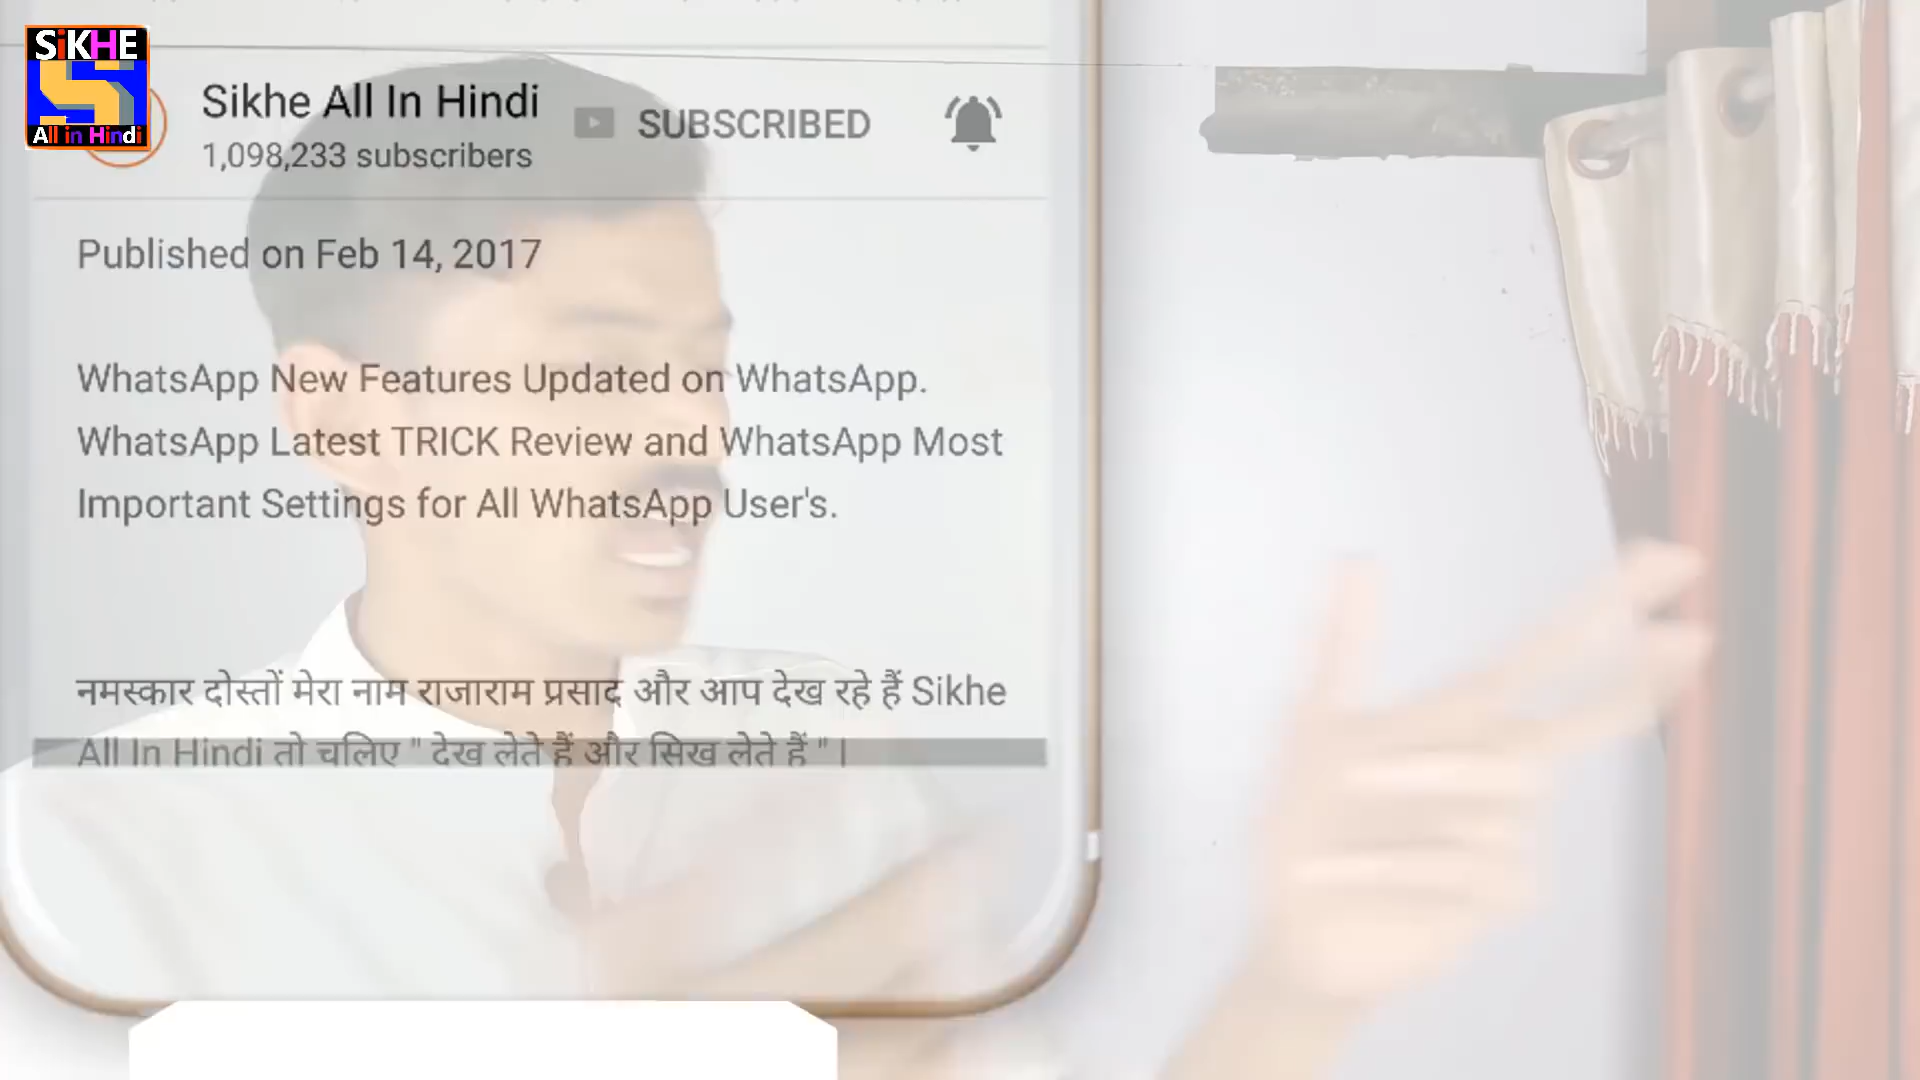 SiKHE
All in Hindi
Sikhe All In Hindi
1,098,233 subscribers
SUBSCRIBED
Published on Feb 14, 2017
WhatsApp New Features Updated on WhatsApp.
WhatsApp Latest TRICK Review and WhatsApp Most
Important Settings for All WhatsApp User's.
नमस्कार दोस्तों मेरा नाम राजाराम प्रसाद और आप देख रहे हैं Sikhe
All In Hindi तो चलिए " देख लेते हैं और सिख लेते हैं " |